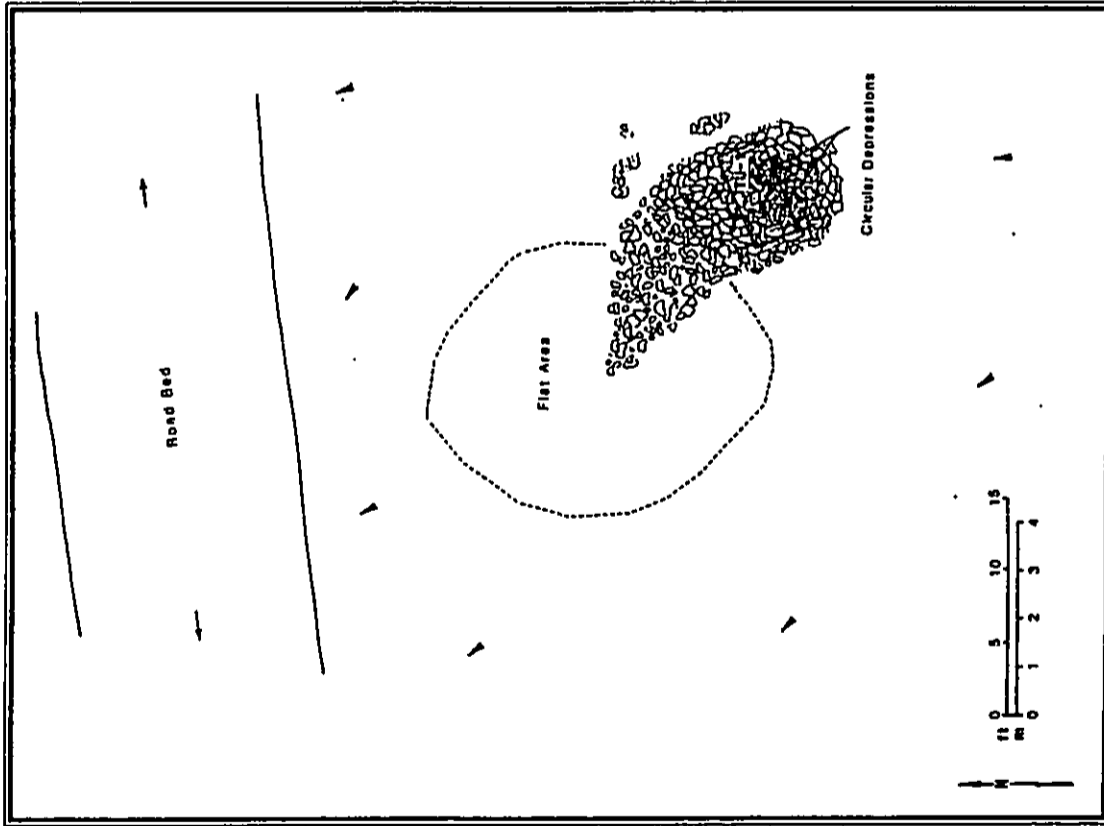 Road Bed
Flat Area
Circular Depressions
ft 0 5 10 15
m 0 1 2 3 4
N